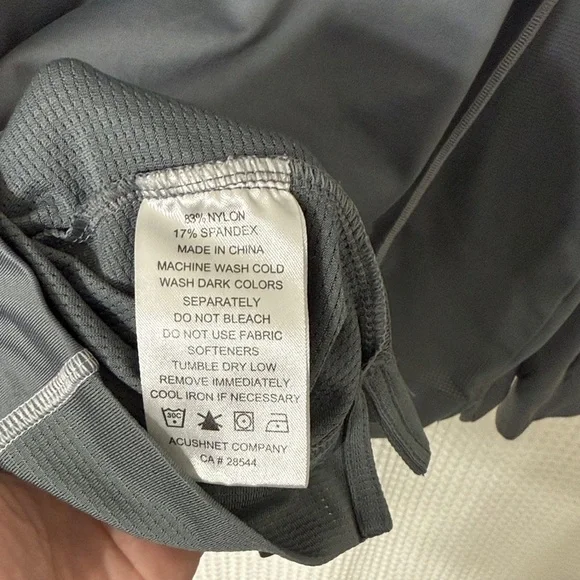 83% NYLON
17% SPANDEX
MADE IN CHINA
MACHINE WASH COLD
WASH DARK COLORS
SEPARATELY
DO NOT BLEACH
DO NOT USE FABRIC
SOFTENERS
TUMBLE DRY LOW
REMOVE IMMEDIATELY
COOL IRON IF NECESSARY
30C
ACUSHNET COMPANY
CA # 28544